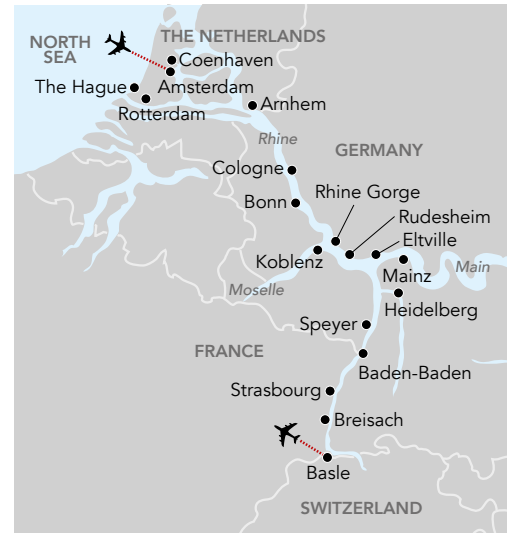 NORTH
SEA
THE NETHERLANDS
Coenhaven
The Hague
Amsterdam
Rotterdam
Arnhem
Rhine
GERMANY
Cologne
Rhine Gorge
Bonn
Rudesheim
Eltville
Koblenz
Mainz
Main
Moselle
Heidelberg
Speyer
FRANCE
Baden-Baden
Strasbourg
Breisach
Basle
SWITZERLAND